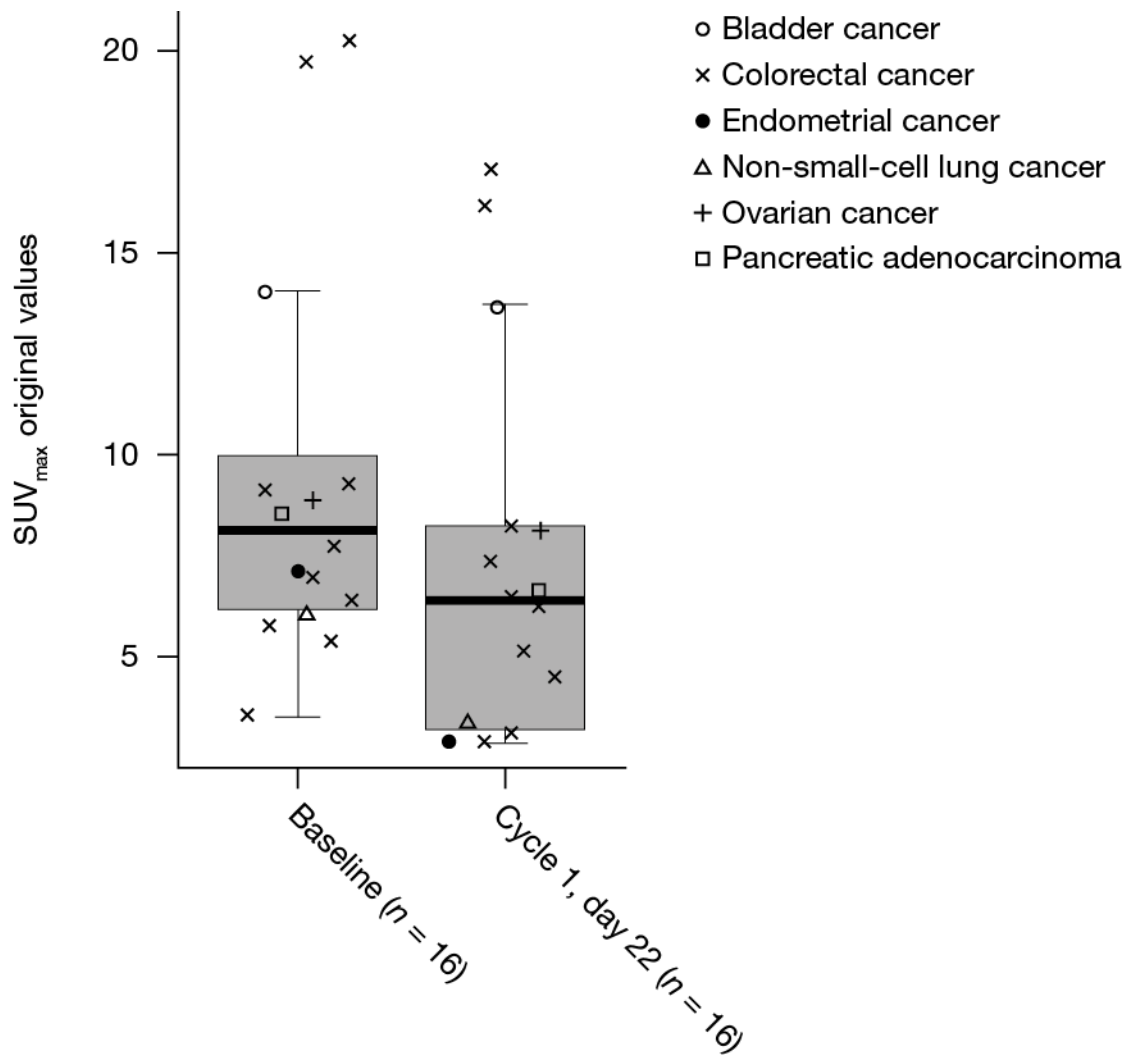 Bladder cancer
Colorectal cancer
Endometrial cancer
Non-small-cell lung cancer
Ovarian cancer
Pancreatic adenocarcinoma
SUVmax original values
20
15
10
5
Baseline (n = 16)
Cycle 1, day 22 (n = 16)